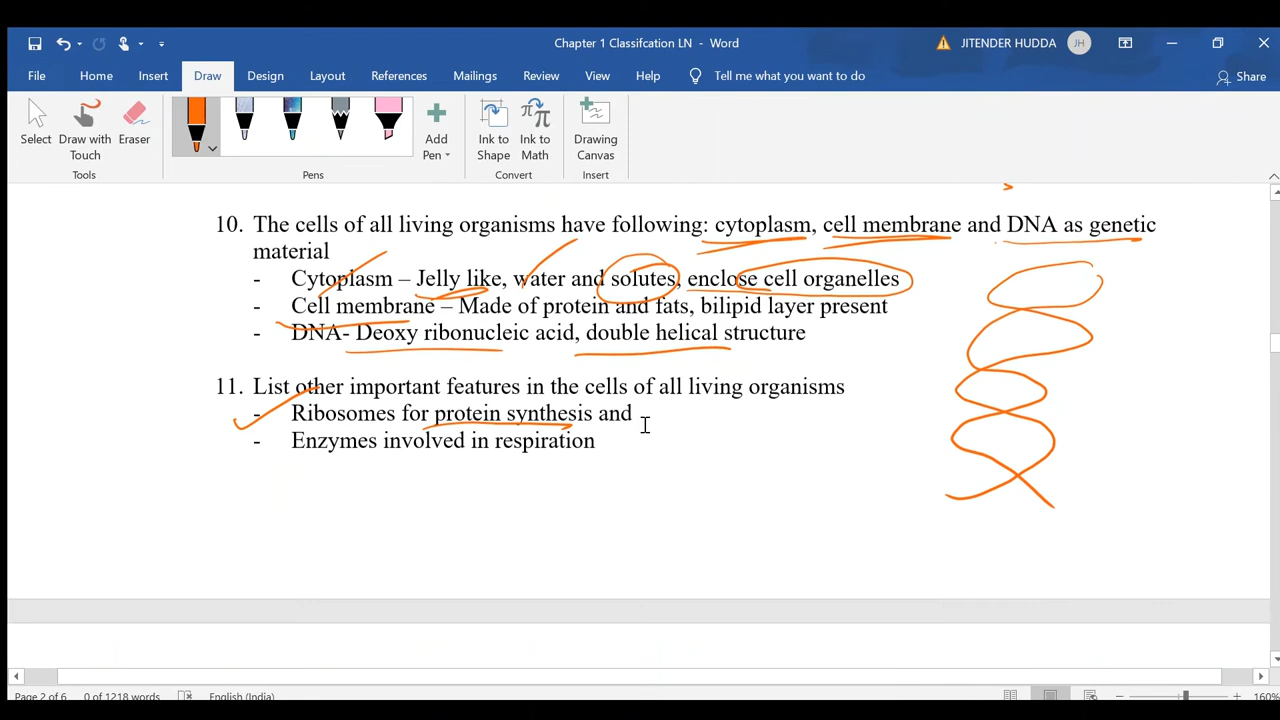 Chapter 1 Classifcation LN - Word
JITENDER HUDDA
JH
File Home Insert Draw Design Layout References Mailings Review View Help Tell me what you want to do
Share
Select
Draw with Touch
Eraser
Add Pen
Ink to Shape
Ink to Math
Drawing Canvas
Tools
Pens
Convert
Insert
10. The cells of all living organisms have following: cytoplasm, cell membrane and DNA as genetic
material
- Cytoplasm – Jelly like, water and solutes, enclose cell organelles
- Cell membrane – Made of protein and fats, bilipid layer present
- DNA- Deoxy ribonucleic acid, double helical structure
11. List other important features in the cells of all living organisms
- Ribosomes for protein synthesis and
- Enzymes involved in respiration
Page 2 of 6 0 of 1218 words English (India) 160%